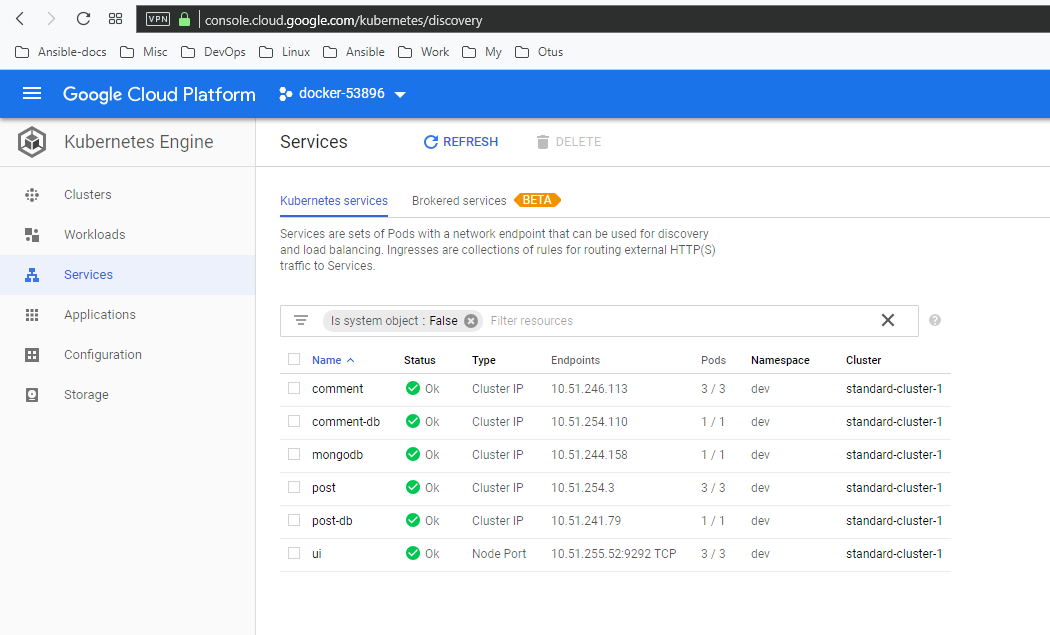 VPN console.cloud.google.com/kubernetes/discovery
Ansible-docs Misc DevOps Linux Ansible Work My Otus
Google Cloud Platform docker-53896
Kubernetes Engine
Services REFRESH DELETE
Clusters
Workloads
Services
Applications
Configuration
Storage
Kubernetes services Brokered services BETA
Services are sets of Pods with a network endpoint that can be used for discovery
and load balancing. Ingresses are collections of rules for routing external HTTP(S)
traffic to Services.
Is system object : False Filter resources
Name Status Type Endpoints Pods Namespace Cluster
comment Ok Cluster IP 10.51.246.113 3 / 3 dev standard-cluster-1
comment-db Ok Cluster IP 10.51.254.110 1 / 1 dev standard-cluster-1
mongodb Ok Cluster IP 10.51.244.158 1 / 1 dev standard-cluster-1
post Ok Cluster IP 10.51.254.3 3 / 3 dev standard-cluster-1
post-db Ok Cluster IP 10.51.241.79 1 / 1 dev standard-cluster-1
ui Ok Node Port 10.51.255.52:9292 TCP 3 / 3 dev standard-cluster-1